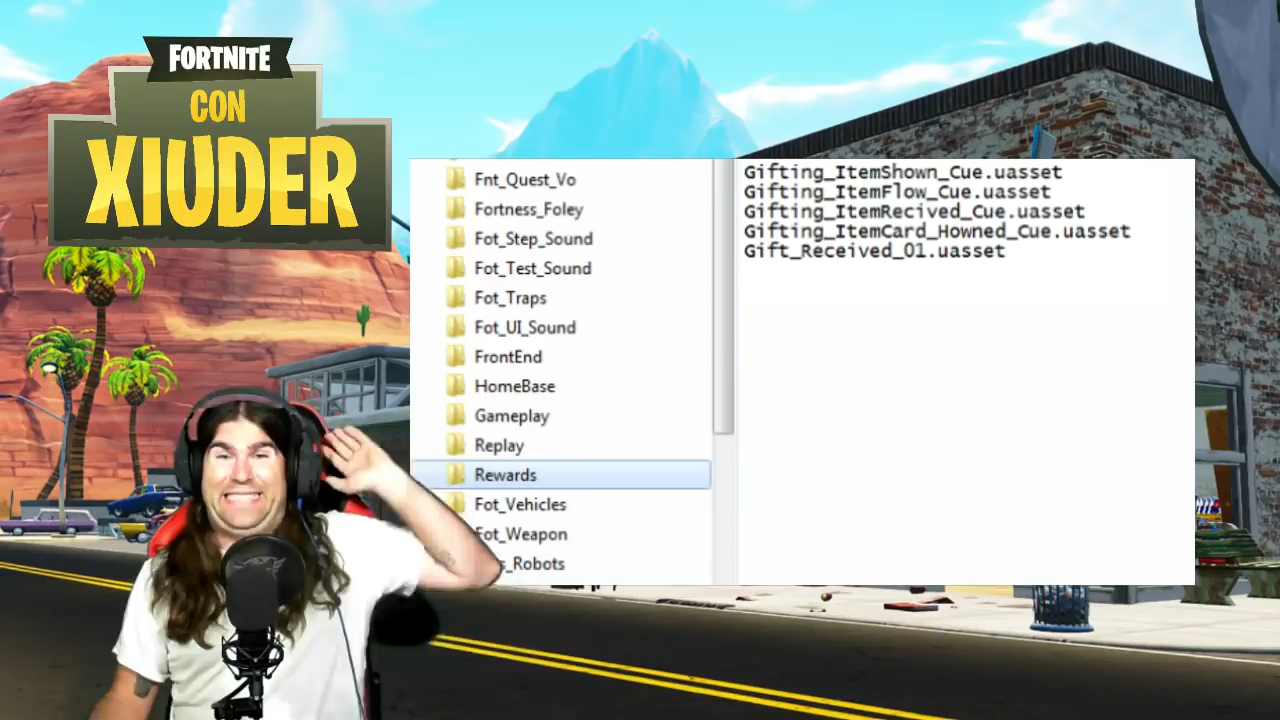 FORTNITE
CON
XIUDER
Fnt_Quest_Vo
Fortness_Foley
Fot_Step_Sound
Fot_Test_Sound
Fot_Traps
Fot_UI_Sound
FrontEnd
HomeBase
Gameplay
Replay
Rewards
Fot_Vehicles
Fot_Weapon
s_Robots
Gifting_ItemShown_Cue.uasset
Gifting_ItemFlow_Cue.uasset
Gifting_ItemRecived_Cue.uasset
Gifting_ItemCard_Howned_Cue.uasset
Gift_Received_01.uasset